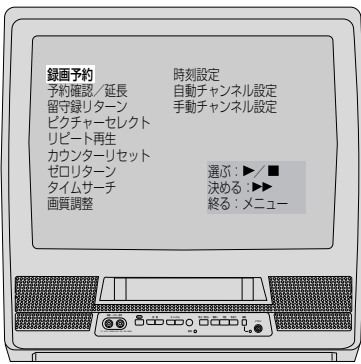 録画予約
予約確認／延長
留守録リターン
ピクチャーセレクト
リピート再生
カウンターリセット
ゼロリターン
タイムサーチ
画質調整
時刻設定
自動チャンネル設定
手動チャンネル設定
選ぶ：▶／■
決める：▶▶
終る：メニュー